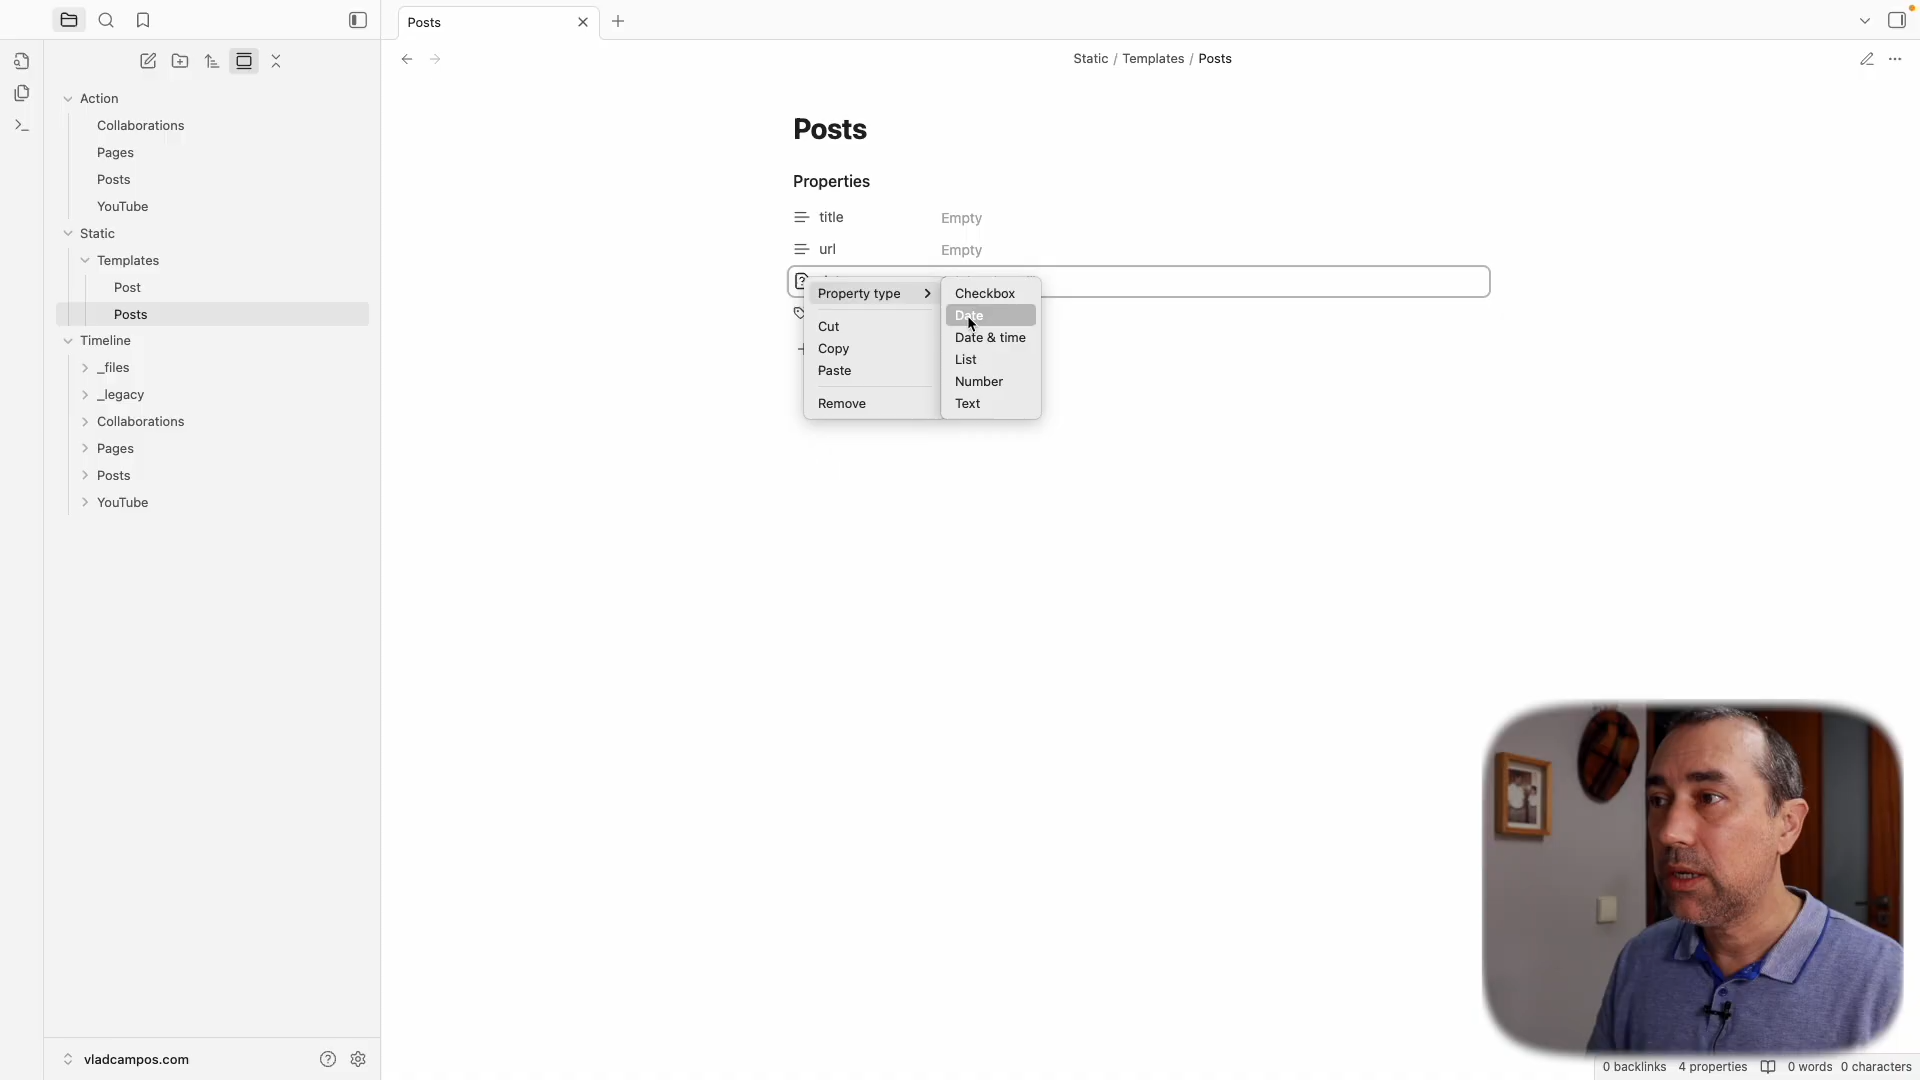 Posts
Static / Templates / Posts
Action
Collaborations
Pages
Posts
YouTube
Static
Templates
Post
Posts
Timeline
_files
_legacy
Collaborations
Pages
Posts
YouTube
vladcampos.com
Posts
Properties
title Empty
url Empty
Property type
Cut
Copy
Paste
Remove
Checkbox
Date
Date & time
List
Number
Text
0 backlinks 4 properties 0 words 0 characters